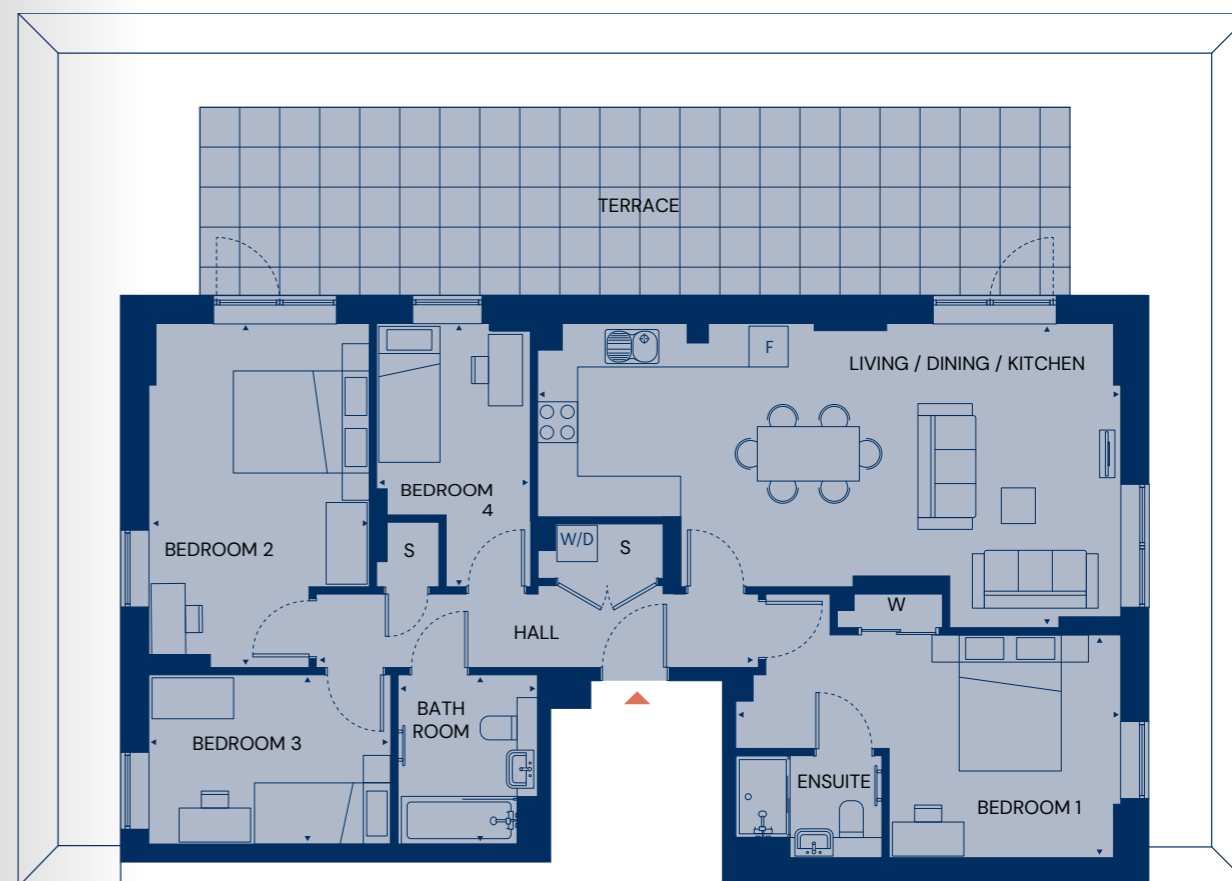 TERRACE
F
LIVING / DINING / KITCHEN
BEDROOM
4
BEDROOM 2
S
W/D
S
W
HALL
BATH
ROOM
BEDROOM 3
ENSUITE
BEDROOM 1